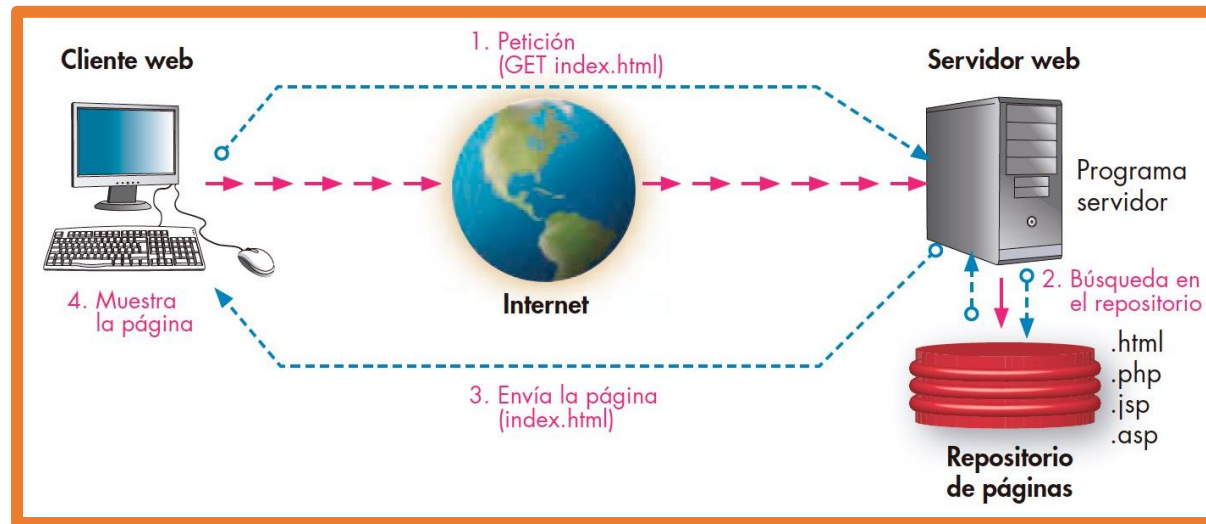 Cliente web
1. Petición
(GET index.html)
Servidor web
Programa
servidor
Internet
2. Búsqueda en
el repositorio
4. Muestra
la página
3. Envía la página
(index.html)
.html
.php
.jsp
.asp
Repositorio
de páginas